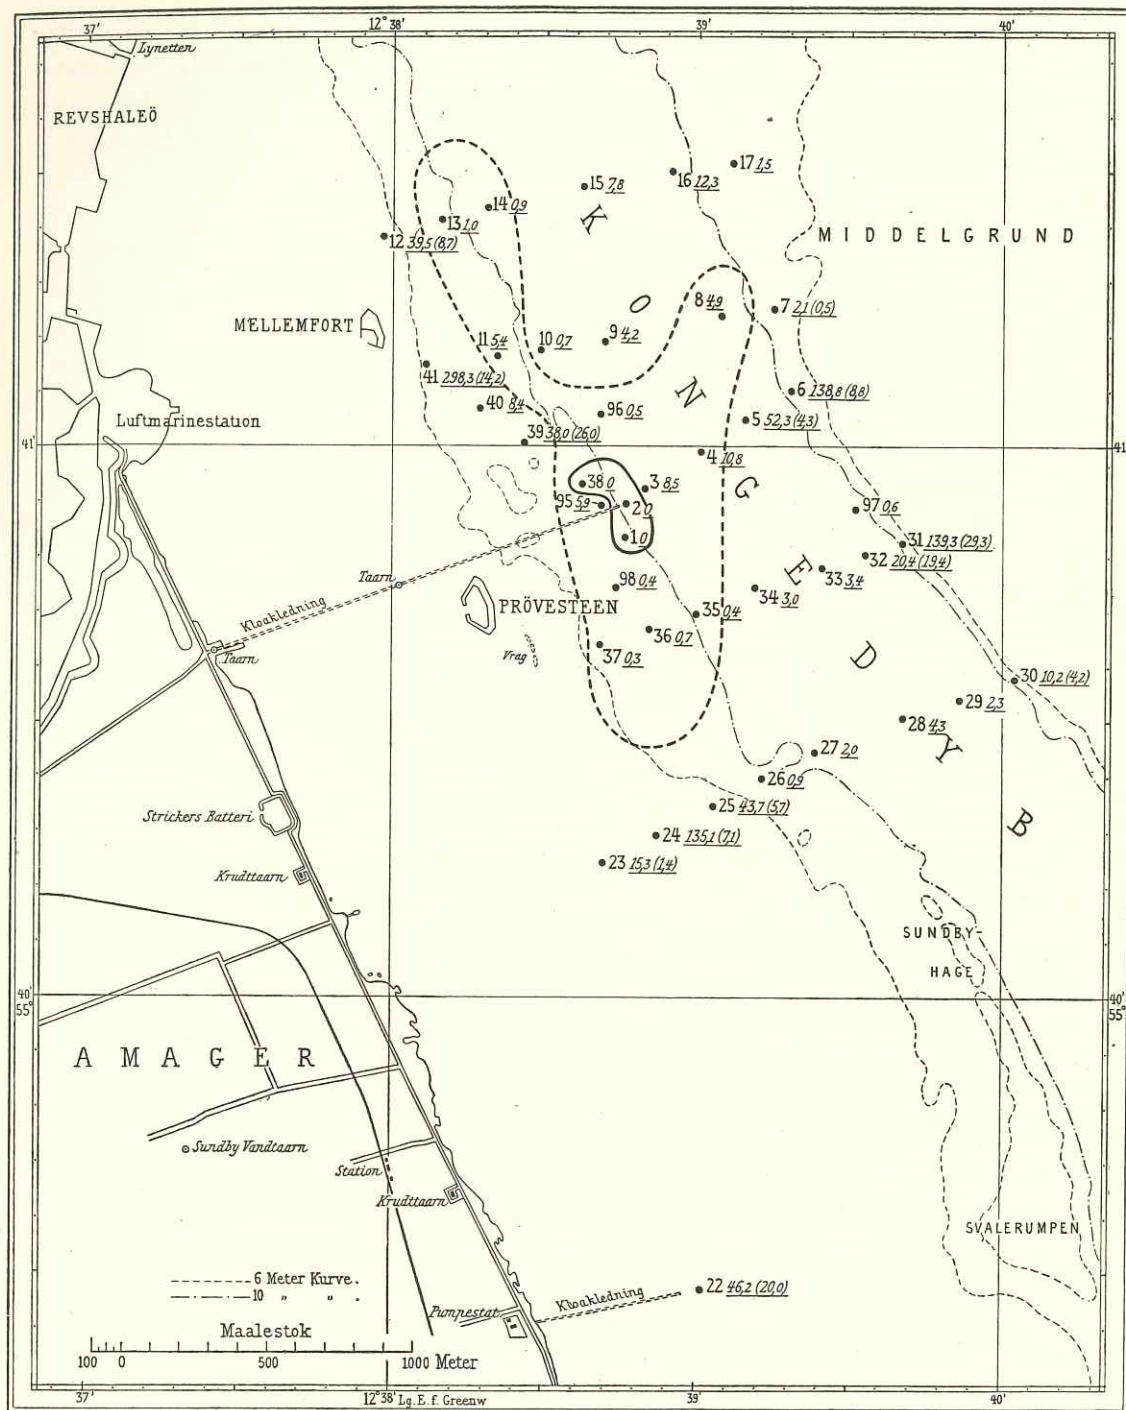 37'
12° 38'
39'
40'
Lynetten
REVSHALEÖ
17 1,5
16 12,3
15 7,8
14 0,9
13 1,0
12 39,5 (8,7)
K
MIDDELGRUND
O
8 4,9
7 2,1 (0,5)
MELLEMFORT
11 5,4
10 0,7
9 4,2
41 298,3 (14,2)
N
6 138,8 (8,8)
40 8,4
96 0,5
5 52,3 (4,3)
Luftmarinestation
39 38,0 (26,0)
41'
41'
4 10,8
38 0
3 8,5
G
95 5,9
2 0
97 0,6
1 0
31 139,3 (29,3)
32 20,4 (19,4)
Taarn
98 0,4
E
33 3,4
34 3,0
Kloakledning
PRÖVESTEEN
35 0,4
36 0,7
Taarn
Vrag
37 0,3
D
30 10,2 (4,2)
29 2,3
28 4,3
Y
27 2,0
26 0,9
Strickers Batteri
25 43,7 (5,7)
B
24 135,1 (7,1)
23 15,3 (1,4)
Krudttaarn
SUNDBY-
HAGE
40'
55°
40'
55°
AMAGER
Sundby Vandtaarn
Station
Krudttaarn
SVALERUMPEN
6 Meter Kurve.
10 " " .
22 46,2 (20,0)
Kloakledning
Pumpestat.
Maalestok
100 0 500 1000 Meter
37'
12° 38' Lg. E. f. Greenw
39'
40'